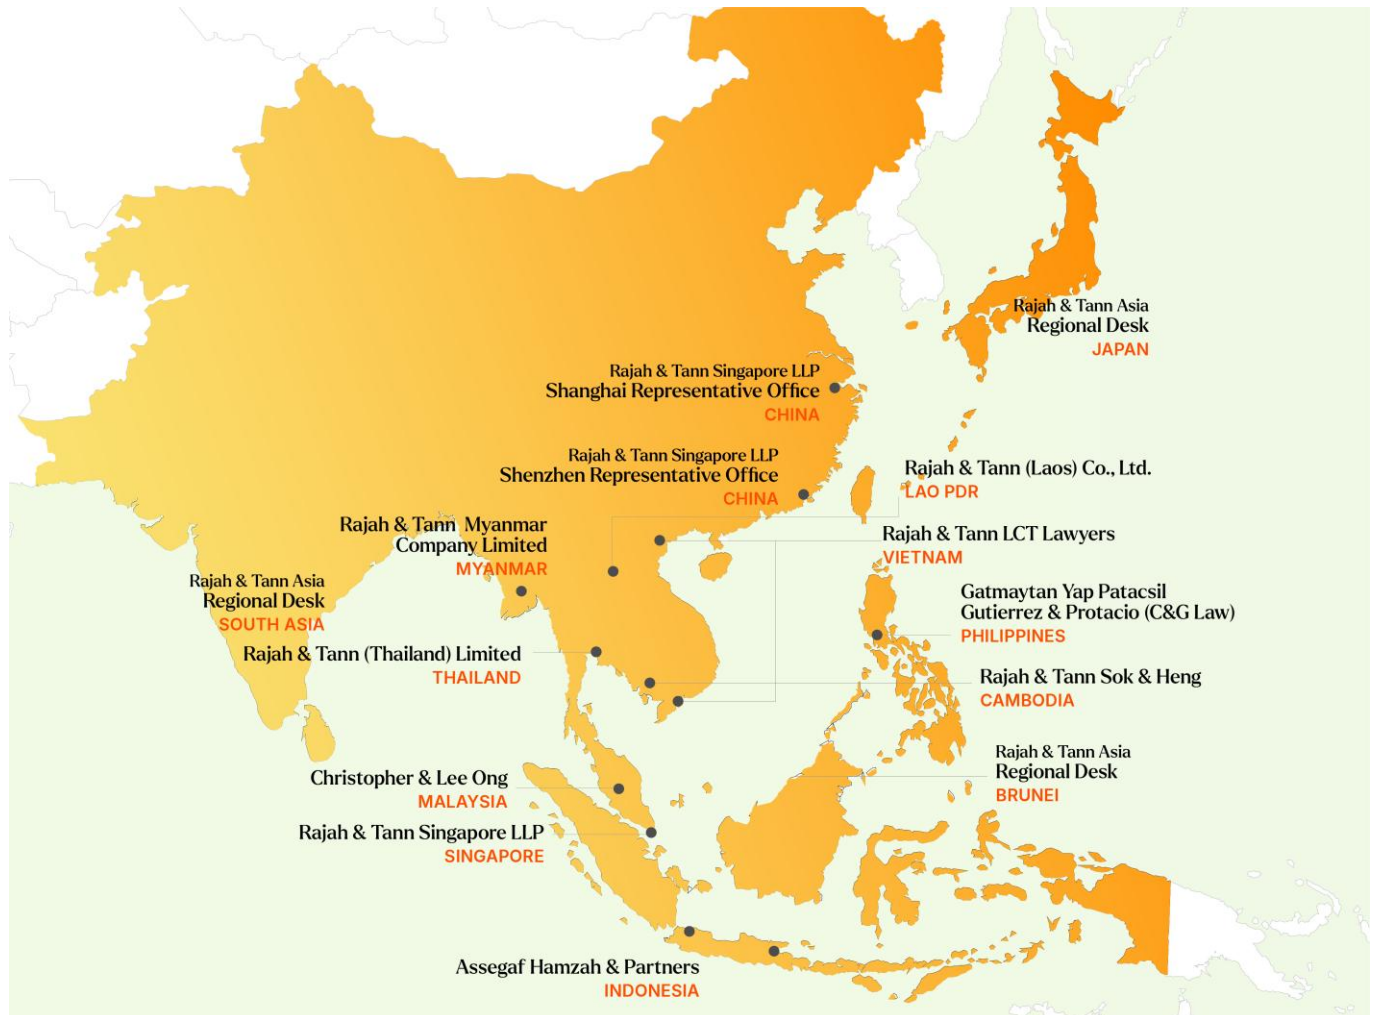 Rajah & Tann Asia
Regional Desk
JAPAN
Rajah & Tann Singapore LLP
Shanghai Representative Office
CHINA
Rajah & Tann Singapore LLP
Shenzhen Representative Office
CHINA
Rajah & Tann (Laos) Co., Ltd.
LAO PDR
Rajah & Tann Myanmar
Company Limited
MYANMAR
Rajah & Tann LCT Lawyers
VIETNAM
Rajah & Tann Asia
Regional Desk
SOUTH ASIA
Gatmaytan Yap Patacsil
Gutierrez & Protacio (C&G Law)
PHILIPPINES
Rajah & Tann (Thailand) Limited
THAILAND
Rajah & Tann Sok & Heng
CAMBODIA
Rajah & Tann Asia
Regional Desk
BRUNEI
Christopher & Lee Ong
MALAYSIA
Rajah & Tann Singapore LLP
SINGAPORE
Assegaf Hamzah & Partners
INDONESIA